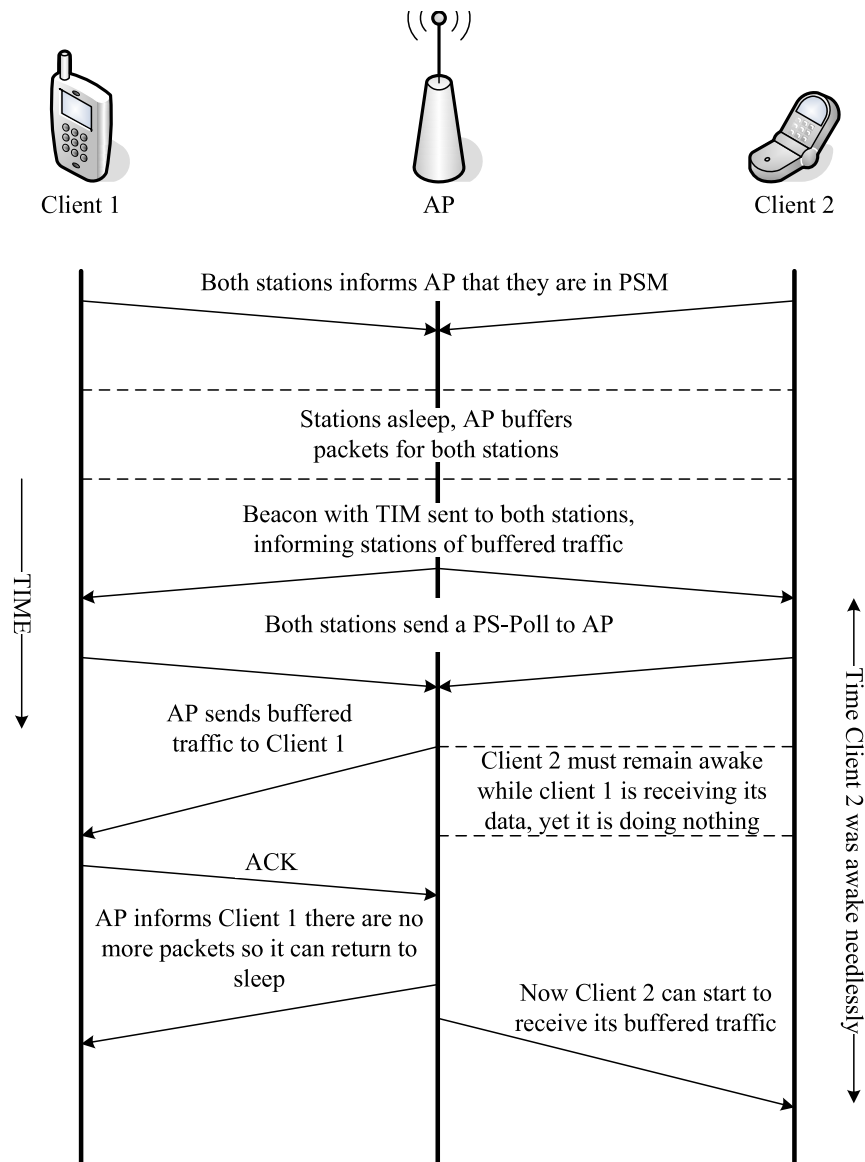 Client 1
AP
Client 2
Both stations informs AP that they are in PSM
Stations asleep, AP buffers
packets for both stations
Beacon with TIM sent to both stations,
informing stations of buffered traffic
TIME
Both stations send a PS-Poll to AP
AP sends buffered
traffic to Client 1
Client 2 must remain awake
while client 1 is receiving its
data, yet it is doing nothing
Time Client 2 was awake needlessly
ACK
AP informs Client 1 there are no
more packets so it can return to
sleep
Now Client 2 can start to
receive its buffered traffic